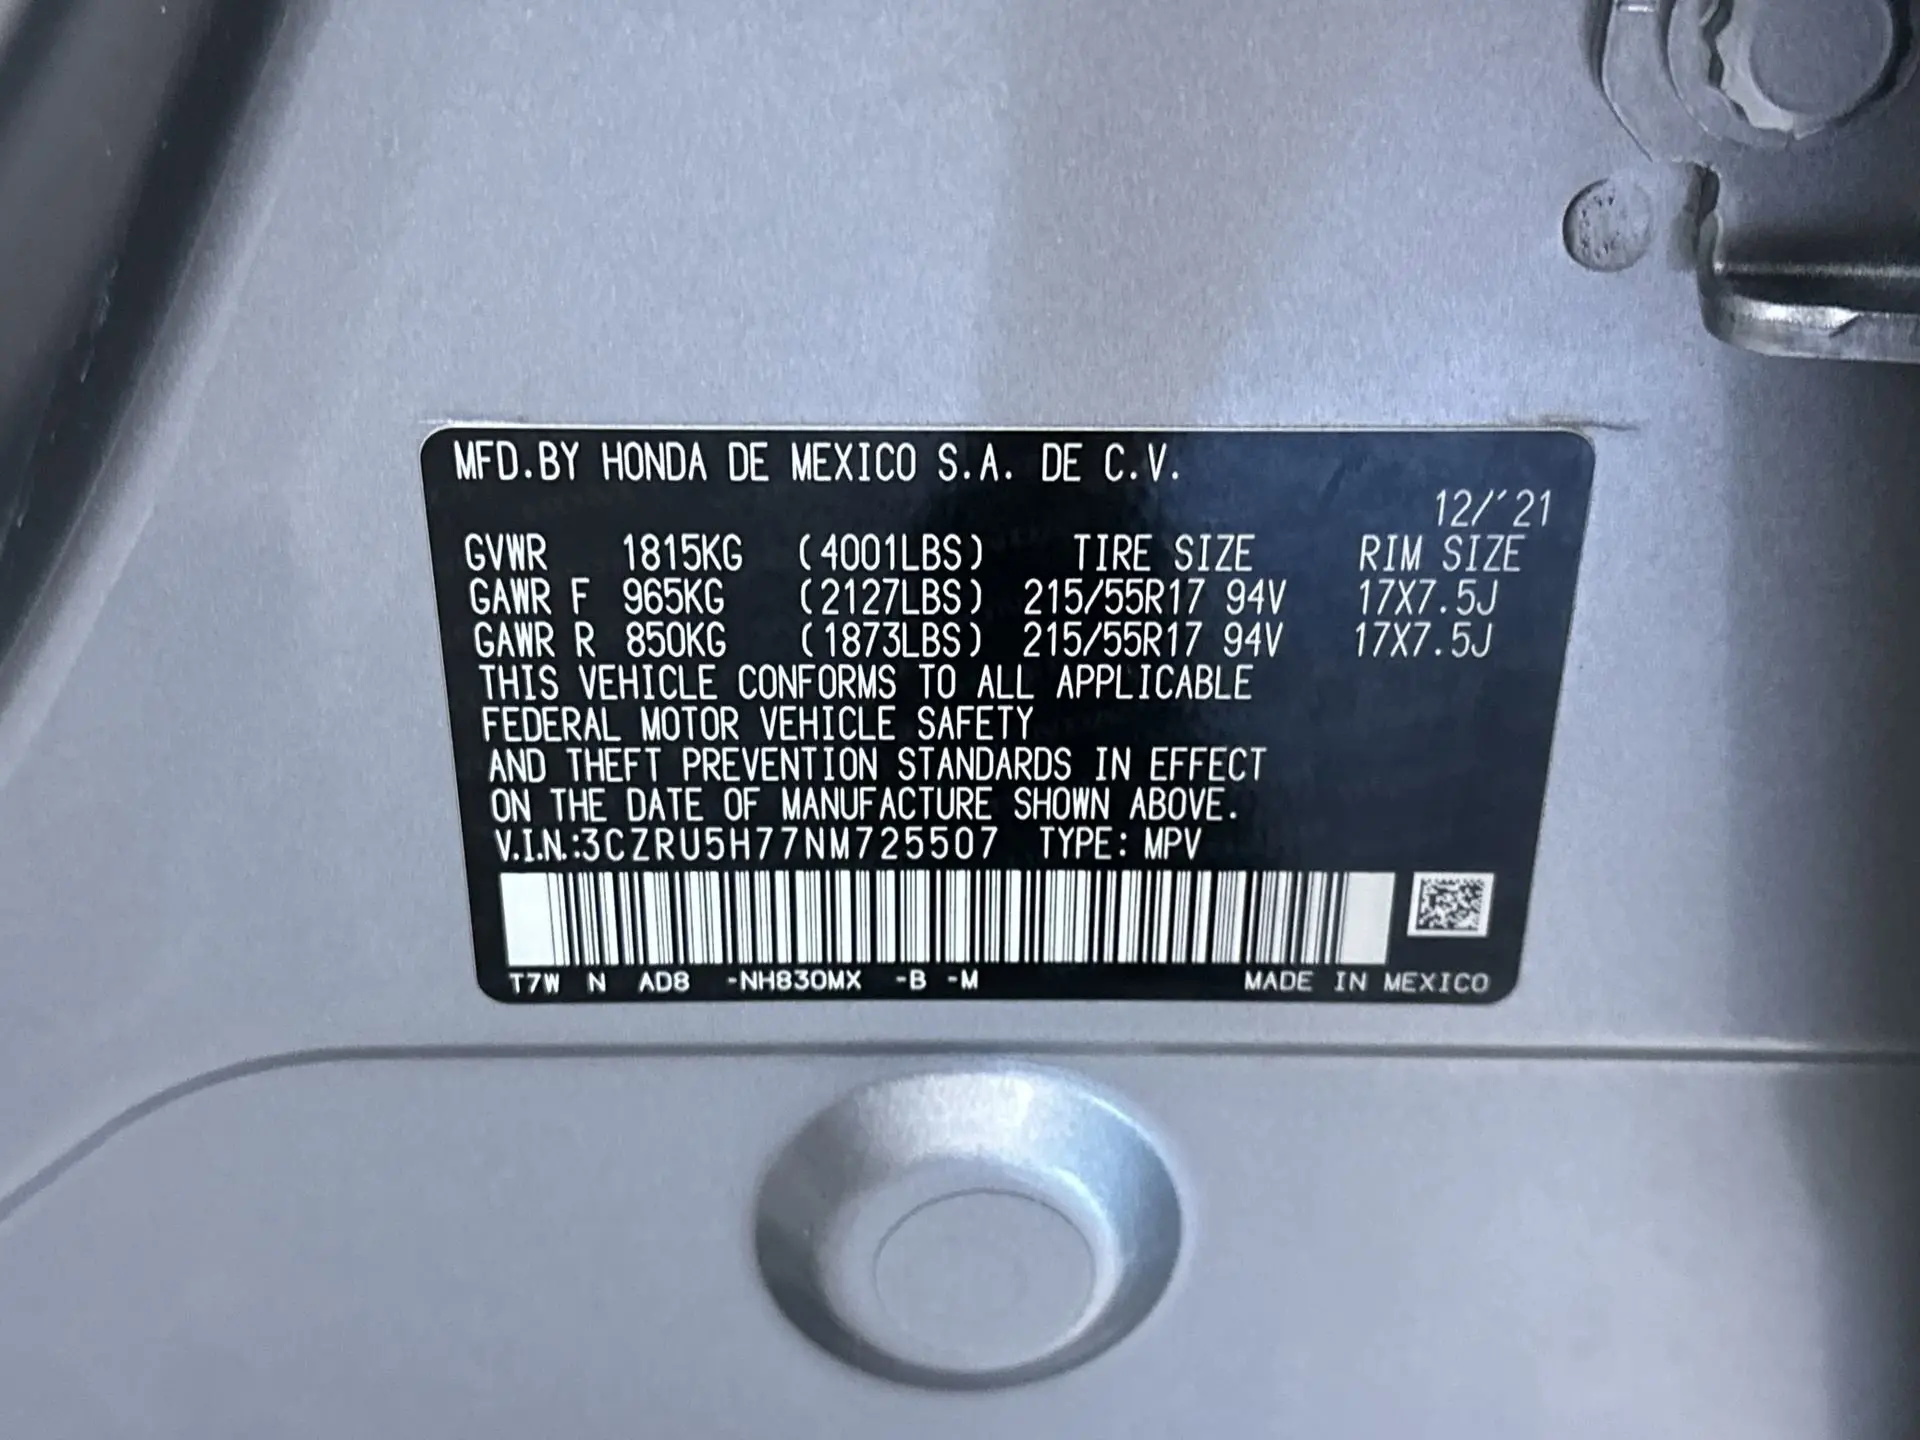 MFD.BY HONDA DE MEXICO S.A. DE C.V.
12/'21
GVWR 1815KG (4001LBS) TIRE SIZE RIM SIZE
GAWR F 965KG (2127LBS) 215/55R17 94V 17X7.5J
GAWR R 850KG (1873LBS) 215/55R17 94V 17X7.5J
THIS VEHICLE CONFORMS TO ALL APPLICABLE
FEDERAL MOTOR VEHICLE SAFETY
AND THEFT PREVENTION STANDARDS IN EFFECT
ON THE DATE OF MANUFACTURE SHOWN ABOVE.
V.I.N.:3CZRU5H77NM725507 TYPE: MPV
T7W N AD8 -NH830MX -B -M MADE IN MEXICO